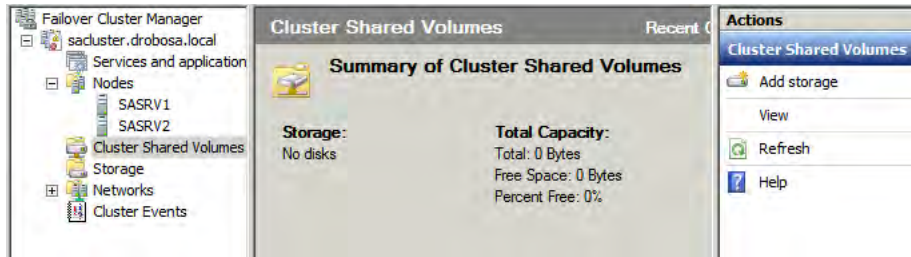 Failover Cluster Manager
sacluster.drobosa.local
Services and application
Nodes
SASRV1
SASRV2
Cluster Shared Volumes
Storage
Networks
Cluster Events
Cluster Shared Volumes
Recent
Summary of Cluster Shared Volumes
Storage:
No disks
Total Capacity:
Total: 0 Bytes
Free Space: 0 Bytes
Percent Free: 0%
Actions
Cluster Shared Volumes
Add storage
View
Refresh
Help